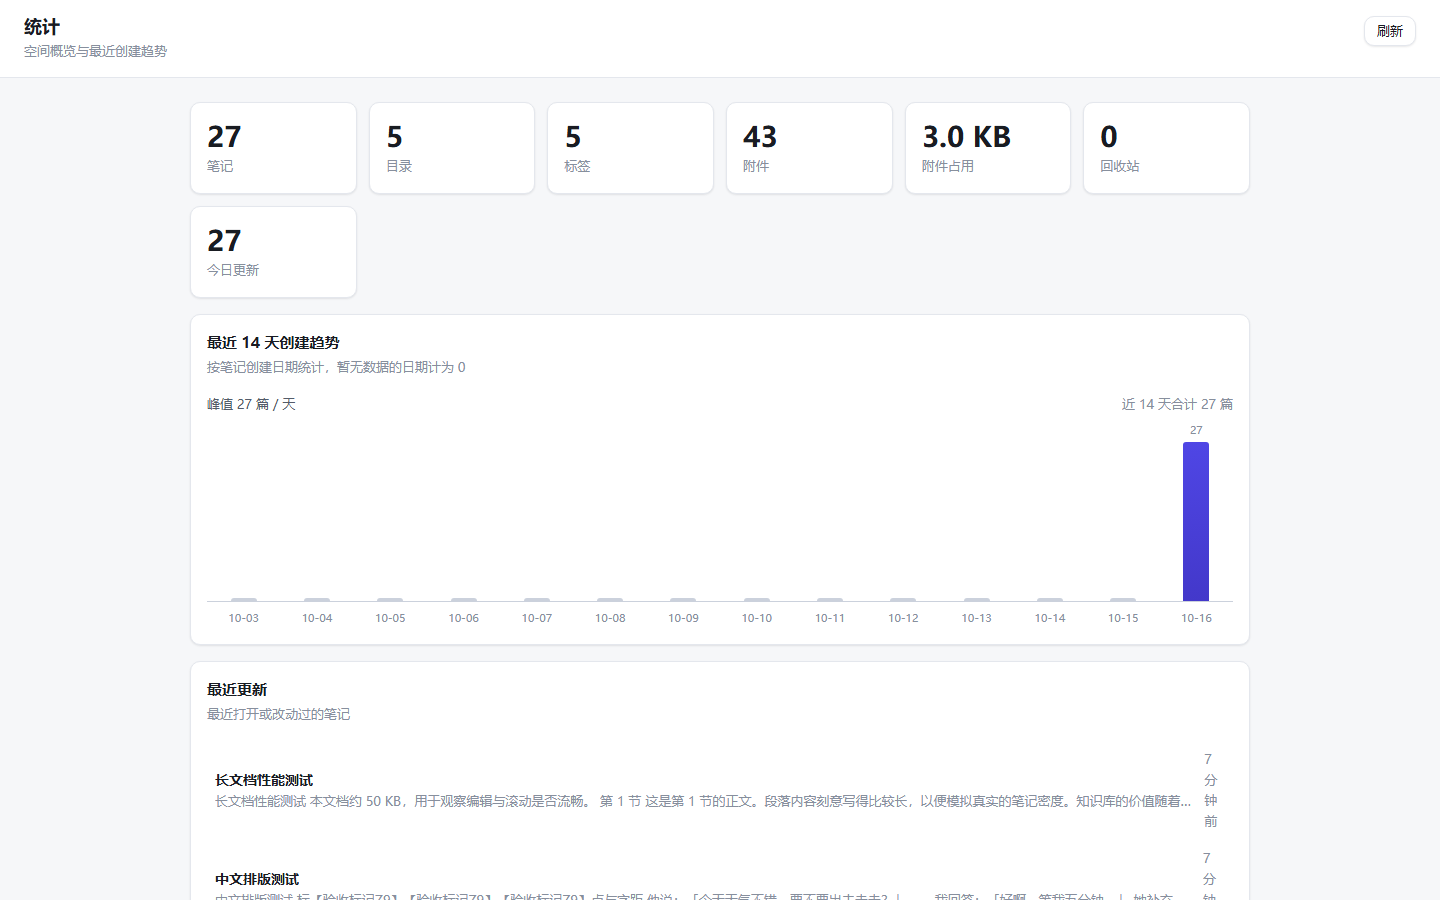 统计
空间概览与最近创建趋势
刷新
27
笔记
5
目录
5
标签
43
附件
3.0 KB
附件占用
0
回收站
27
今日更新
最近 14 天创建趋势
按笔记创建日期统计，暂无数据的日期计为 0
峰值 27 篇 / 天
近 14 天合计 27 篇
27
10-03 10-04 10-05 10-06 10-07 10-08 10-09 10-10 10-11 10-12 10-13 10-14 10-15 10-16
最近更新
最近打开或改动过的笔记
长文档性能测试
长文档性能测试 本文档约 50 KB，用于观察编辑与滚动是否流畅。 第 1 节 这是第 1 节的正文。段落内容刻意写得比较长，以便模拟真实的笔记密度。知识库的价值随着...
7
分
钟
前
中文排版测试
7
分